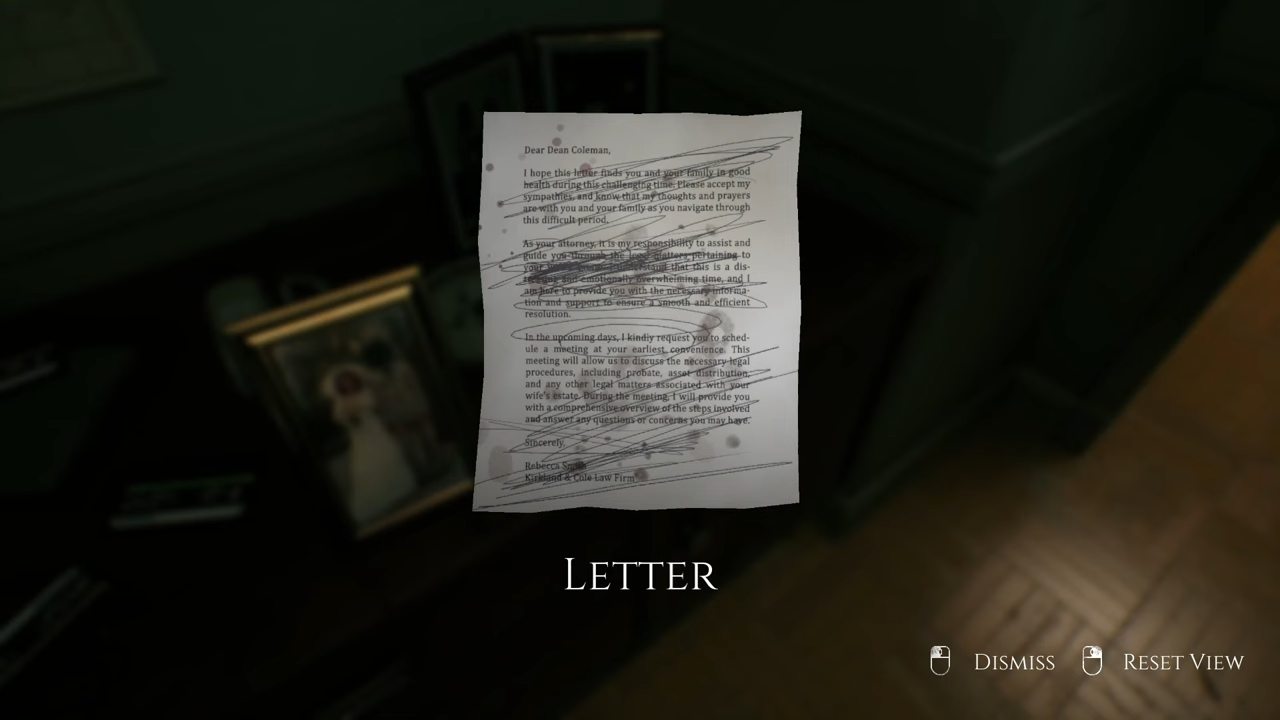 Dear Dean Coleman,
I hope this letter finds you and your family in good
health during this challenging time. Please accept my
sympathies, and know that my thoughts and prayers
are with you and your family as you navigate through
this difficult period.
As your attorney, it is my responsibility to assist and
guide you through the legal matters pertaining to
your understand that this is a dis-
and emotionally overwhelming time, and I
am here to provide you with the necessary informa-
tion and support to ensure a smooth and efficient
resolution.
In the upcoming days, I kindly request you to sched-
ule a meeting at your earliest convenience. This
meeting will allow us to discuss the necessary legal
procedures, including probate, asset distribution,
and any other legal matters associated with your
wife's estate. During the meeting, I will provide you
with a comprehensive overview of the steps involved
and answer any questions or concerns you may have.
Sincerely,
Rebecca
Kirkland & Cole Law Firm
LETTER
DISMISS
RESET VIEW